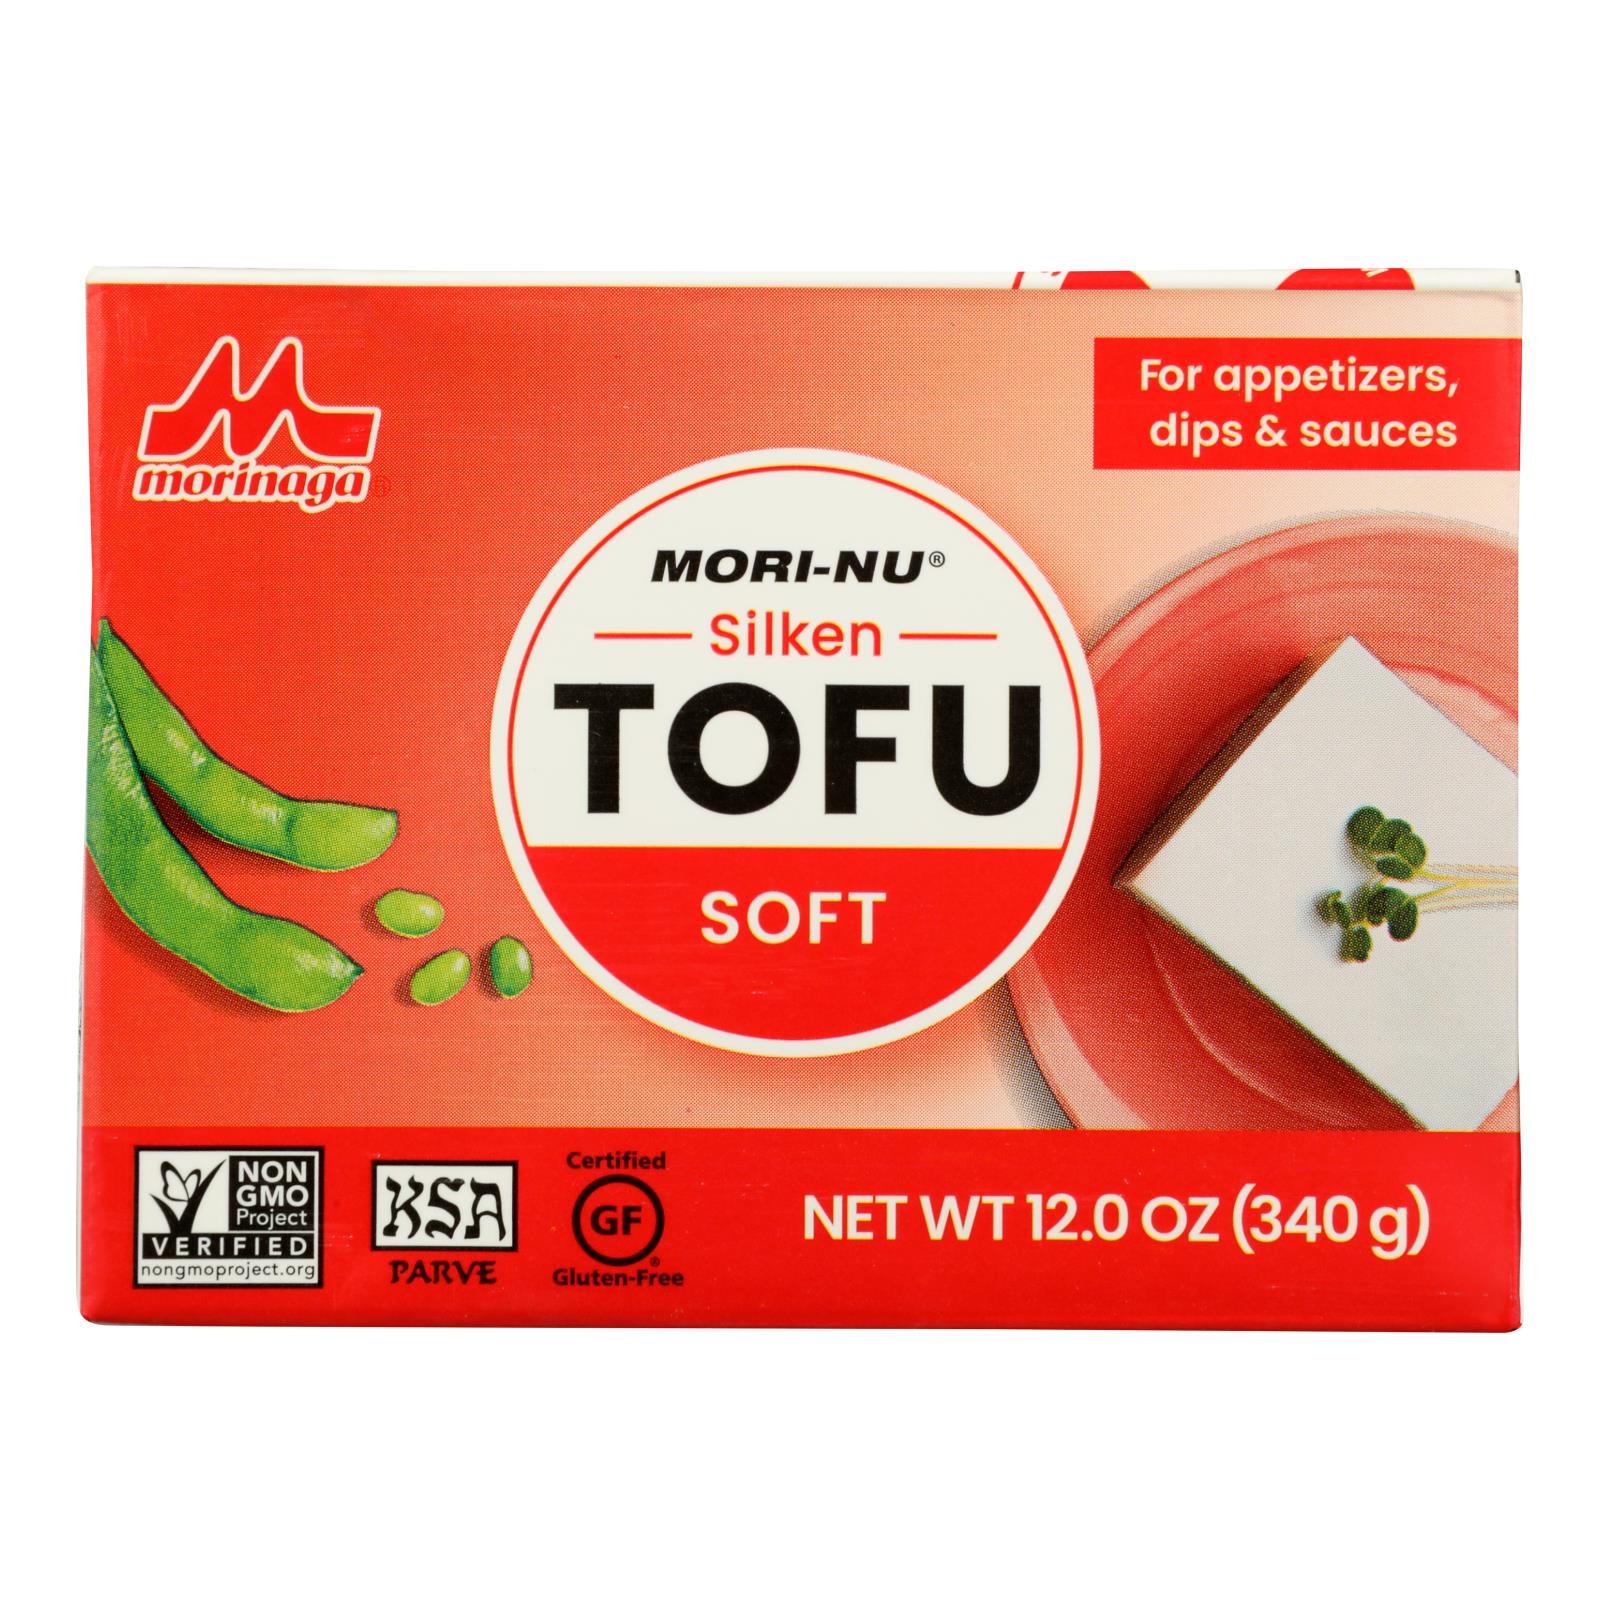 morinaga
For appetizers,
dips & sauces
MORI-NU®
Silken
TOFU
SOFT
NON
GMO
Project
VERIFIED
nongmoproject.org
KSA
PARVE
Certified
GF
®
Gluten-Free
NET WT 12.0 OZ (340 g)